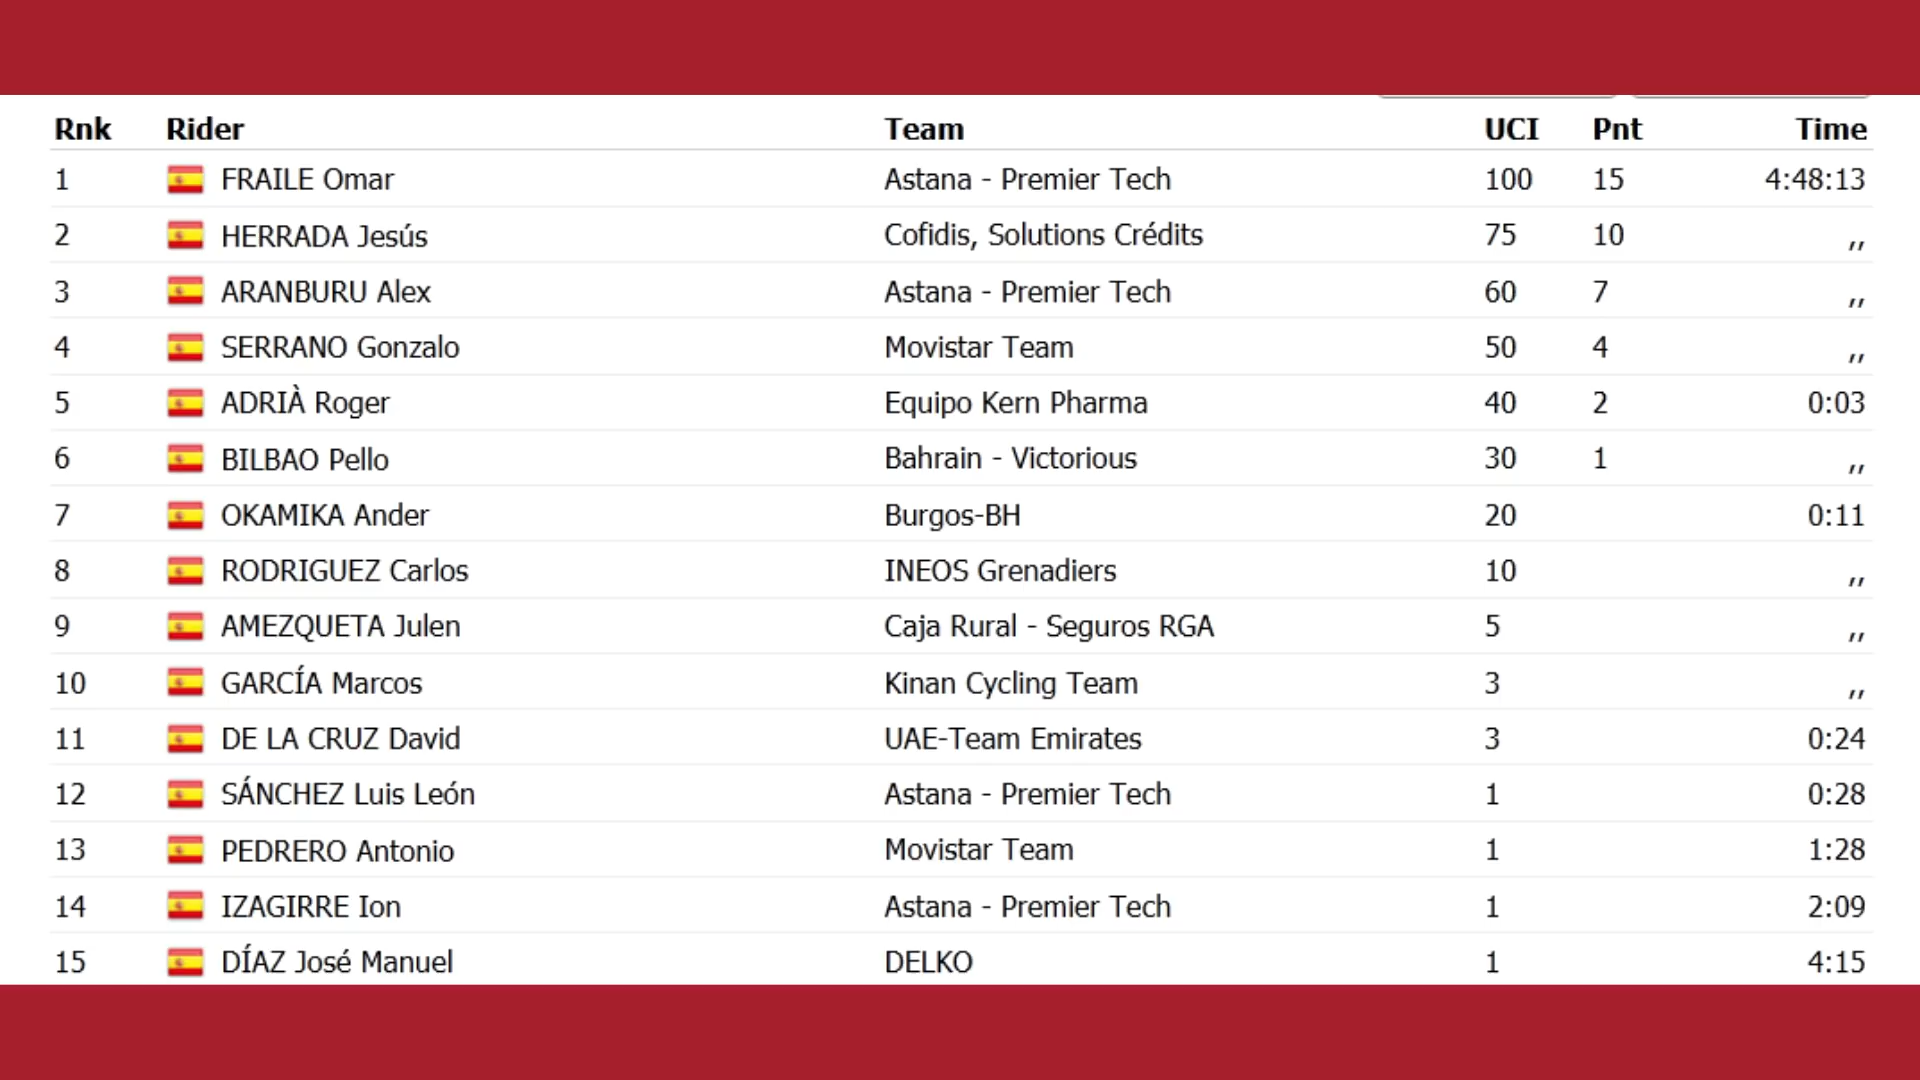 Rnk Rider Team UCI Pnt Time
1 FRAILE Omar Astana - Premier Tech 100 15 4:48:13
2 HERRADA Jesús Cofidis, Solutions Crédits 75 10 ,,
3 ARANBURU Alex Astana - Premier Tech 60 7 ,,
4 SERRANO Gonzalo Movistar Team 50 4 ,,
5 ADRIÀ Roger Equipo Kern Pharma 40 2 0:03
6 BILBAO Pello Bahrain - Victorious 30 1 ,,
7 OKAMIKA Ander Burgos-BH 20 0:11
8 RODRIGUEZ Carlos INEOS Grenadiers 10 ,,
9 AMEZQUETA Julen Caja Rural - Seguros RGA 5 ,,
10 GARCÍA Marcos Kinan Cycling Team 3 ,,
11 DE LA CRUZ David UAE-Team Emirates 3 0:24
12 SÁNCHEZ Luis León Astana - Premier Tech 1 0:28
13 PEDRERO Antonio Movistar Team 1 1:28
14 IZAGIRRE Ion Astana - Premier Tech 1 2:09
15 DÍAZ José Manuel DELKO 1 4:15